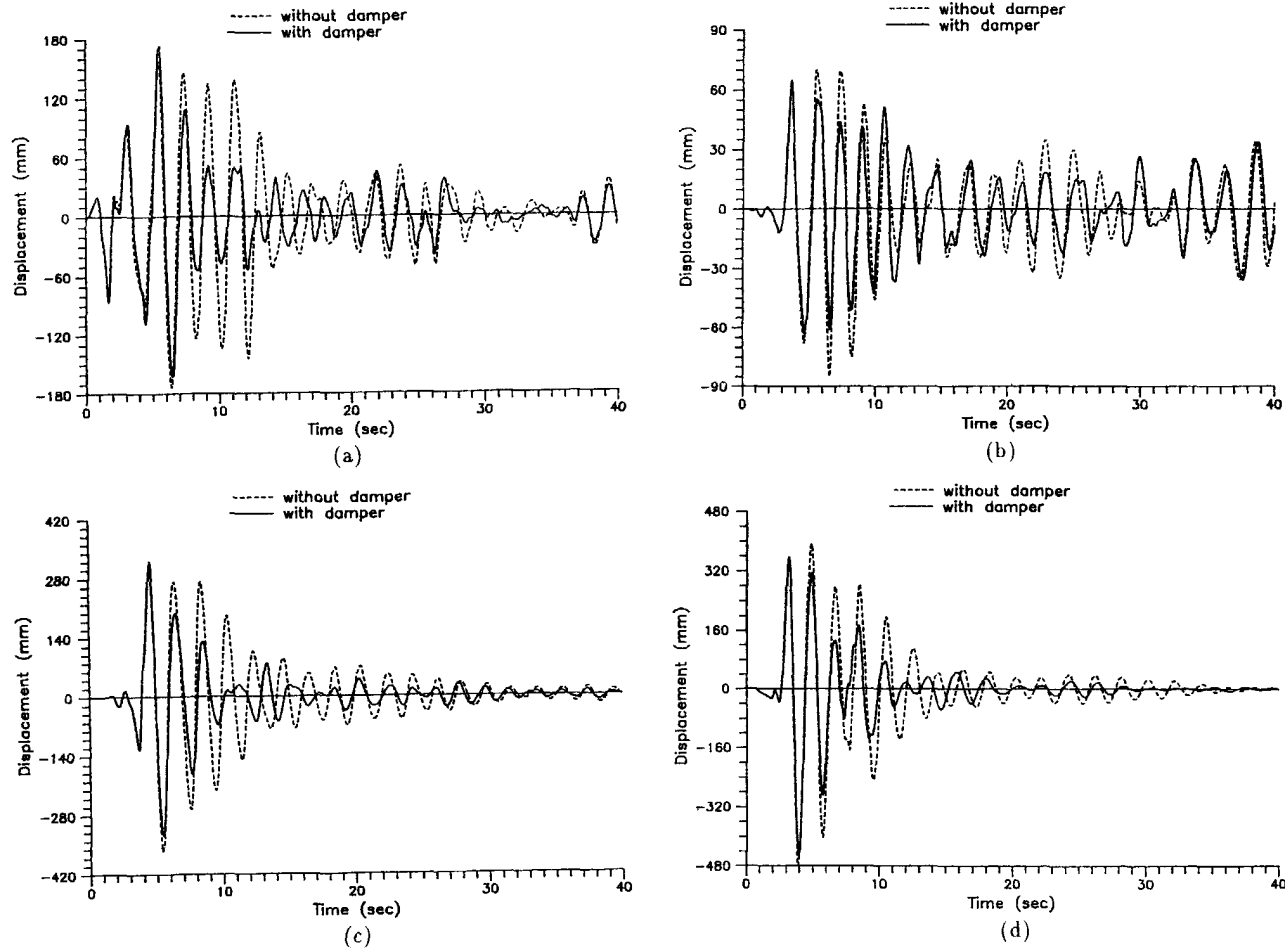 without damper
with damper
180
120
60
0
-60
-120
-180
Displacement (mm)
0
10
20
30
40
Time (sec)
(a)
without damper
with damper
90
60
30
0
-30
-60
-90
Displacement (mm)
0
10
20
30
40
Time (sec)
(b)
without damper
with damper
420
280
140
0
-140
-280
-420
Displacement (mm)
0
10
20
30
40
Time (sec)
(c)
without damper
with damper
480
320
160
0
-160
-320
-480
Displacement (mm)
0
10
20
30
40
Time (sec)
(d)